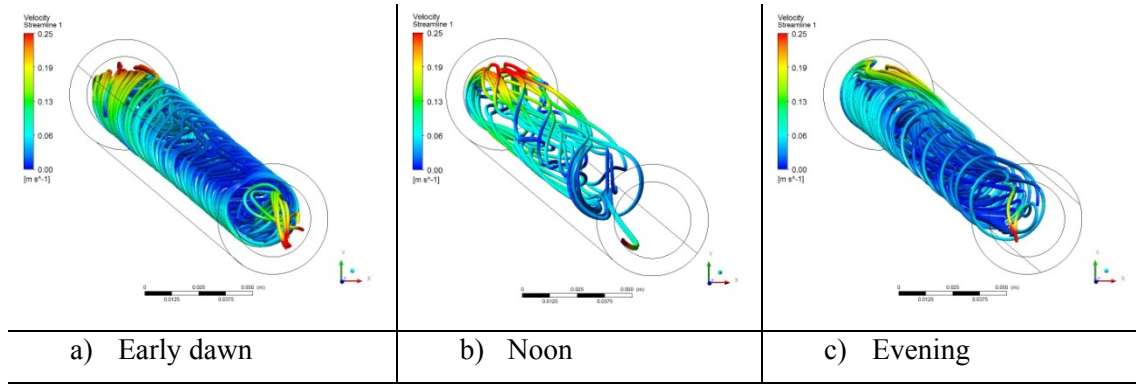 Velocity
Streamline 1
0.25
0.19
0.13
0.06
0.00
[m s^-1]
0 0.025 0.050 (m)
0.0125 0.0375
Y
X
Velocity
Streamline 1
0.25
0.19
0.13
0.06
0.00
[m s^-1]
0 0.025 0.050 (m)
0.0125 0.0375
Y
X
Velocity
Streamline 1
0.25
0.19
0.13
0.06
0.00
[m s^-1]
0 0.025 0.050 (m)
0.0125 0.0375
Y
X
a) Early dawn
b) Noon
c) Evening